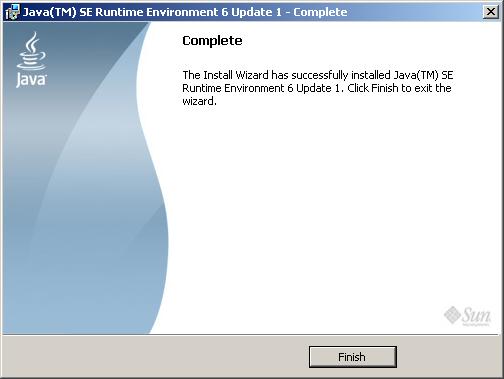 Java(TM) SE Runtime Environment 6 Update 1 - Complete
Java
Complete
The Install Wizard has successfully installed Java(TM) SE
Runtime Environment 6 Update 1. Click Finish to exit the
wizard.
Sun
Finish